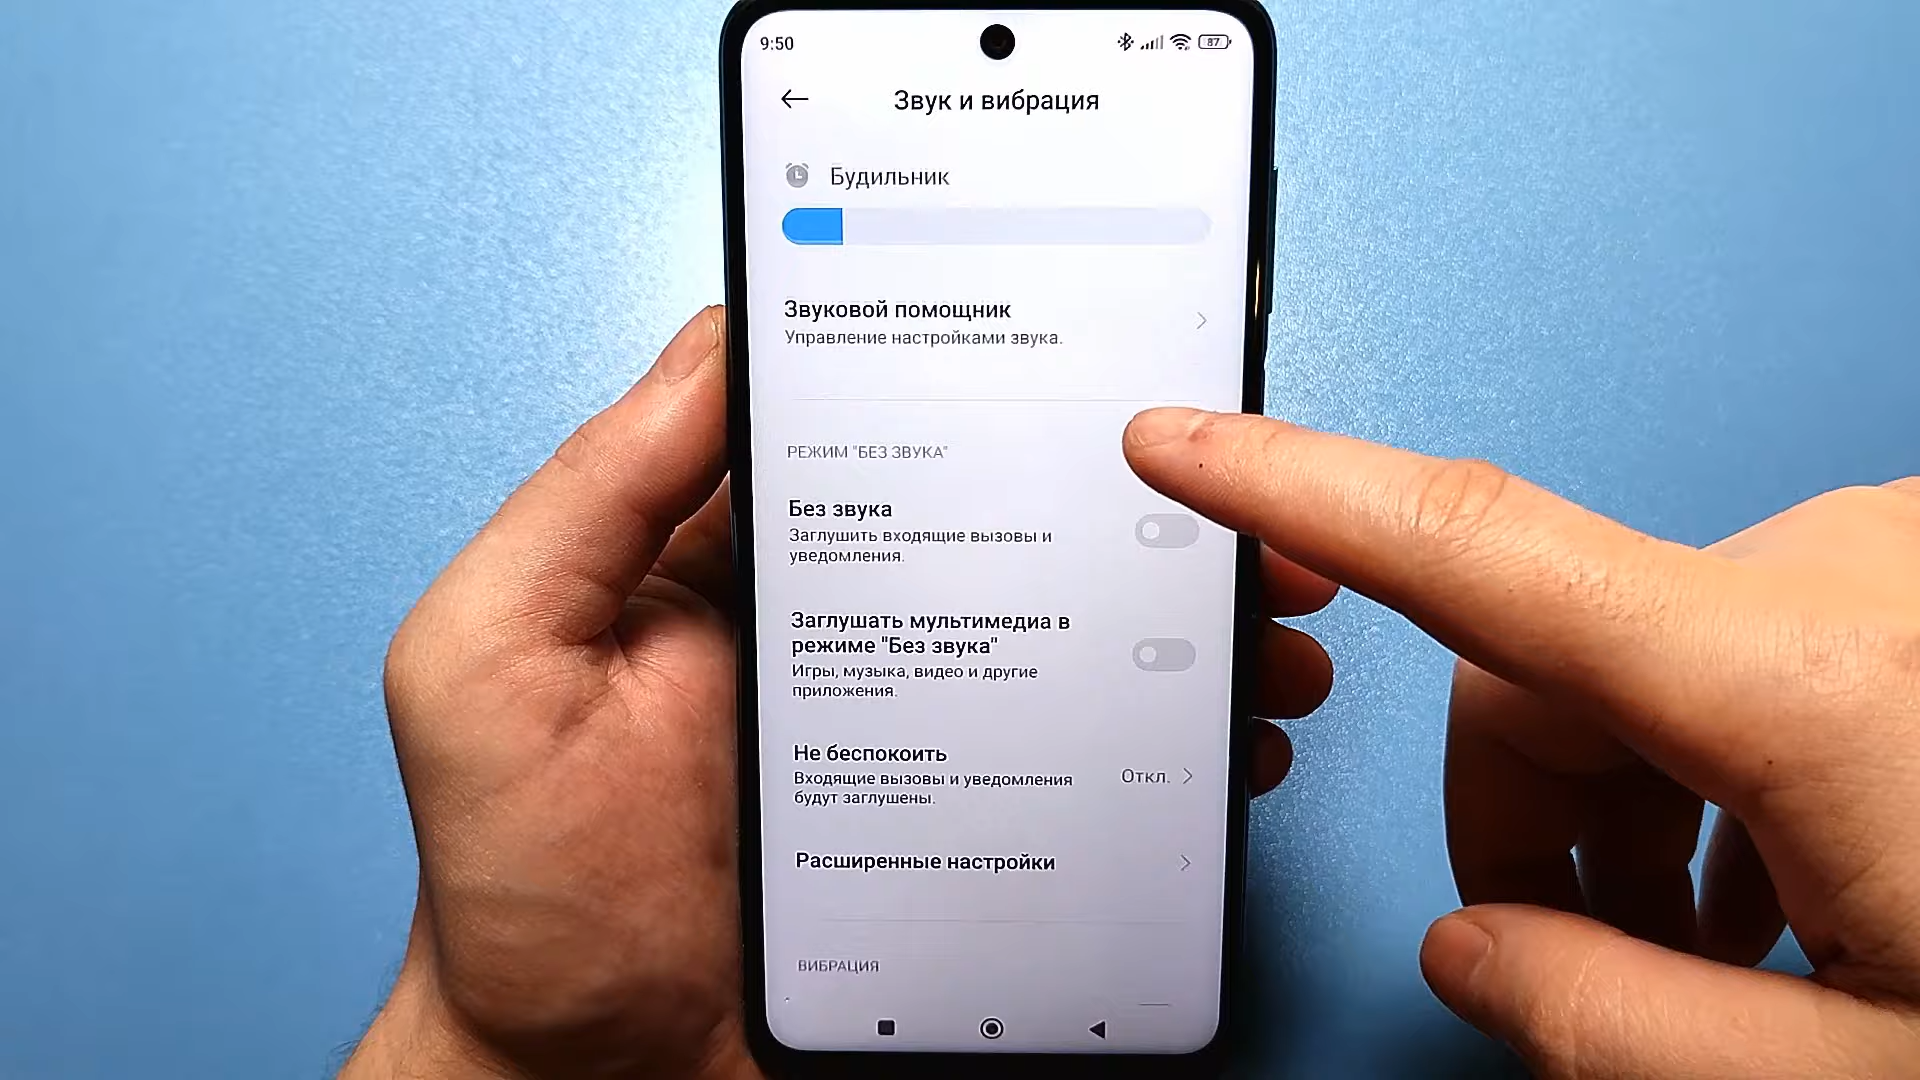 9:50
87
Звук и вибрация
Будильник
Звуковой помощник
Управление настройками звука.
РЕЖИМ "БЕЗ ЗВУКА"
Без звука
Заглушить входящие вызовы и
уведомления.
Заглушать мультимедиа в
режиме "Без звука"
Игры, музыка, видео и другие
приложения.
Не беспокоить
Входящие вызовы и уведомления
будут заглушены.
Откл.
Расширенные настройки
ВИБРАЦИЯ